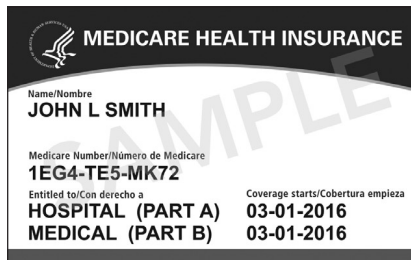 MEDICARE HEALTH INSURANCE
Name/Nombre
JOHN L SMITH
Medicare Number/Número de Medicare
1EG4-TE5-MK72
Entitled to/Con derecho a Coverage starts/Cobertura empieza
HOSPITAL (PART A) 03-01-2016
MEDICAL (PART B) 03-01-2016
SAMPLE